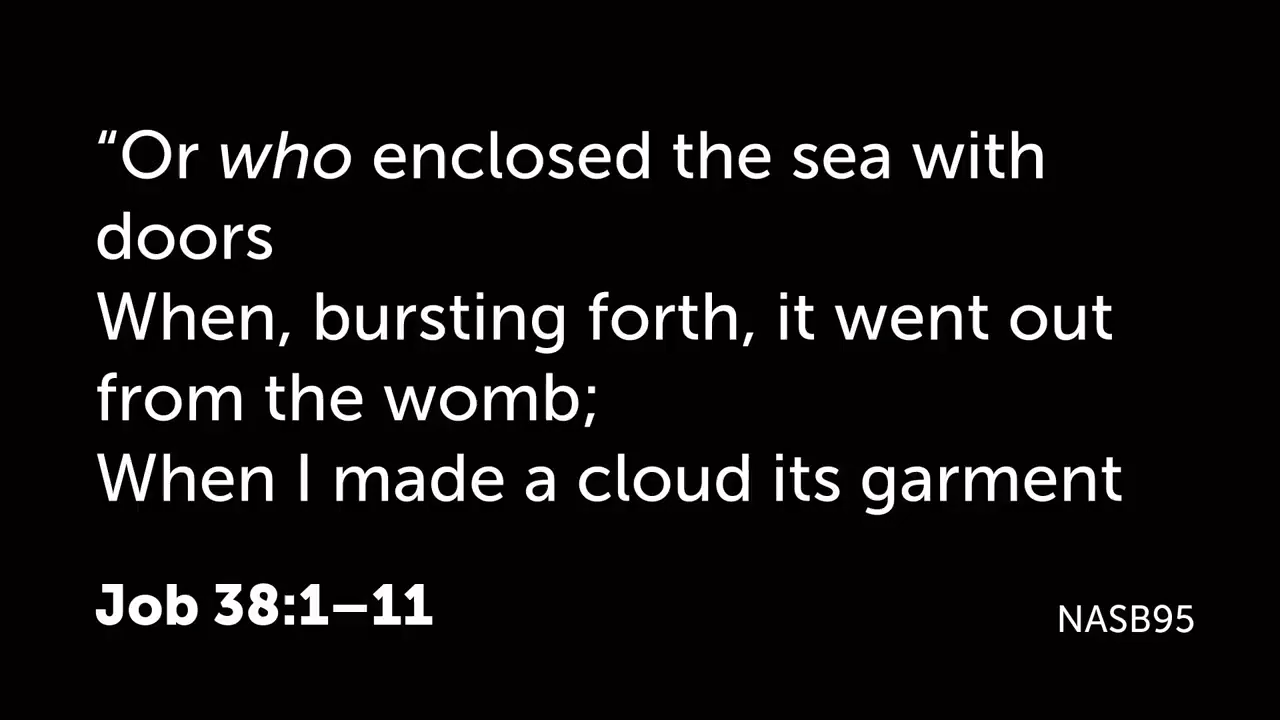 “Or who enclosed the sea with
doors
When, bursting forth, it went out
from the womb;
When I made a cloud its garment
Job 38:1–11
NASB95